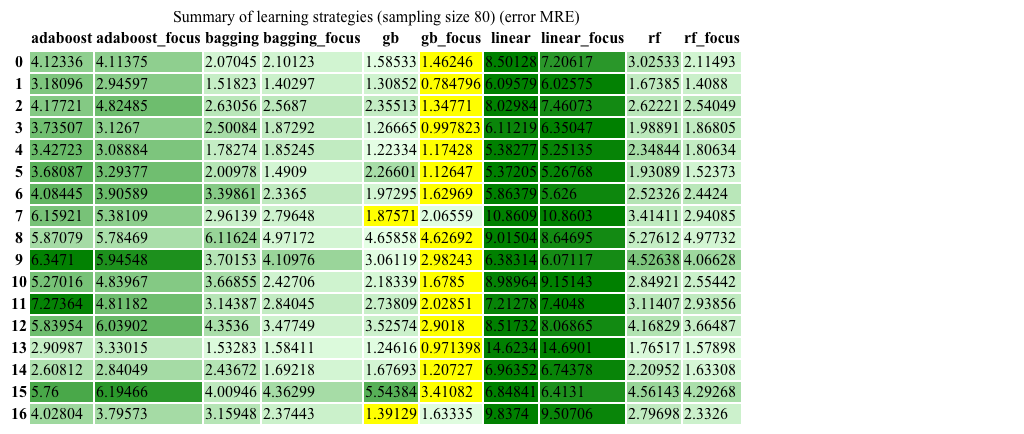 Summary of learning strategies (sampling size 80) (error MRE)
adaboost adaboost_focus bagging bagging_focus gb gb_focus linear linear_focus rf rf_focus
0 4.12336 4.11375 2.07045 2.10123 1.58533 1.46246 8.50128 7.20617 3.02533 2.11493
1 3.18096 2.94597 1.51823 1.40297 1.30852 0.784796 6.09579 6.02575 1.67385 1.4088
2 4.17721 4.82485 2.63056 2.5687 2.35513 1.34771 8.02984 7.46073 2.62221 2.54049
3 3.73507 3.1267 2.50084 1.87292 1.26665 0.997823 6.11219 6.35047 1.98891 1.86805
4 3.42723 3.08884 1.78274 1.85245 1.22334 1.17428 5.38277 5.25135 2.34844 1.80634
5 3.68087 3.29377 2.00978 1.4909 2.26601 1.12647 5.37205 5.26768 1.93089 1.52373
6 4.08445 3.90589 3.39861 2.3365 1.97295 1.62969 5.86379 5.626 2.52326 2.4424
7 6.15921 5.38109 2.96139 2.79648 1.87571 2.06559 10.8609 10.8603 3.41411 2.94085
8 5.87079 5.78469 6.11624 4.97172 4.65858 4.62692 9.01504 8.64695 5.27612 4.97732
9 6.3471 5.94548 3.70153 4.10976 3.06119 2.98243 6.38314 6.07117 4.52638 4.06628
10 5.27016 4.83967 3.66855 2.42706 2.18339 1.6785 8.98964 9.15143 2.84921 2.55442
11 7.27364 4.81182 3.14387 2.84045 2.73809 2.02851 7.21278 7.4048 3.11407 2.93856
12 5.83954 6.03902 4.3536 3.47749 3.52574 2.9018 8.51732 8.06865 4.16829 3.66487
13 2.90987 3.33015 1.53283 1.58411 1.24616 0.971398 14.6234 14.6901 1.76517 1.57898
14 2.60812 2.84049 2.43672 1.69218 1.67693 1.20727 6.96352 6.74378 2.20952 1.63308
15 5.76 6.19466 4.00946 4.36299 5.54384 3.41082 6.84841 6.4131 4.56143 4.29268
16 4.02804 3.79573 3.15948 2.37443 1.39129 1.63335 9.8374 9.50706 2.79698 2.3326